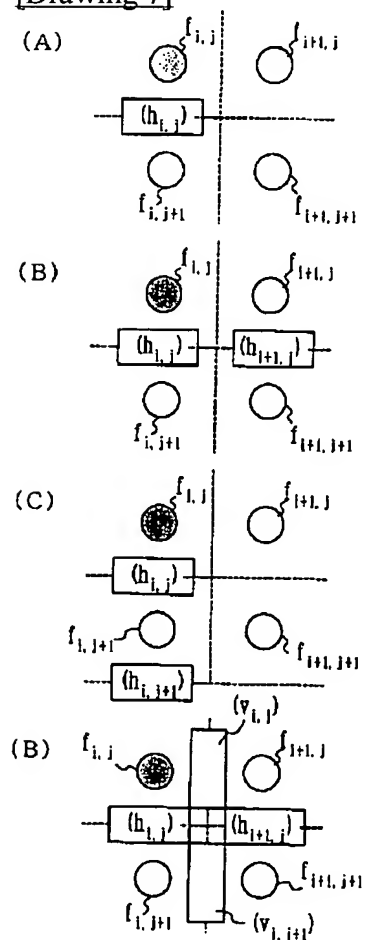 [Drawing 7]
(A)
f i, j
f i+1, j
(h i, j)
f i, j+1
f i+1, j+1
(B)
f i, j
f i+1, j
(h i, j)
(h i+1, j)
f i, j+1
f i+1, j+1
(C)
f i, j
f i+1, j
(h i, j)
f i, j+1
f i+1, j+1
(h i, j+1)
(B)
(v i, j)
f i, j
f i+1, j
(h i, j)
(h i+1, j)
f i, j+1
f i+1, j+1
(v i, j+1)